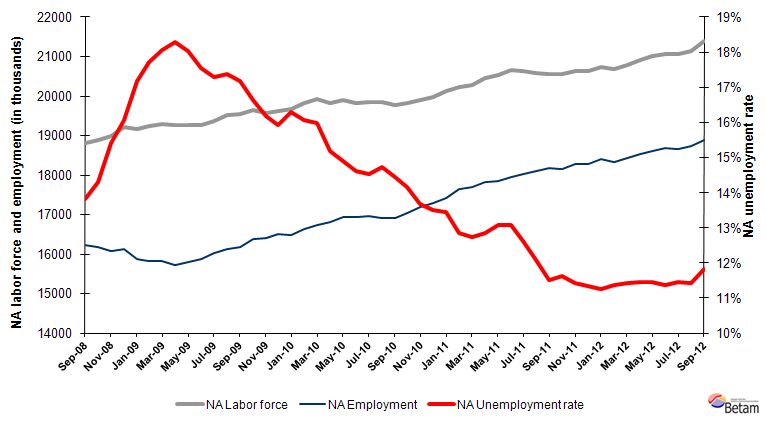 22000
21000
20000
19000
18000
17000
16000
15000
14000
NA labor force and employment (in thousands)
19%
18%
17%
16%
15%
14%
13%
12%
11%
10%
NA unemployment rate
Sep-08
Nov-08
Jan-09
Mar-09
May-09
Jul-09
Sep-09
Nov-09
Jan-10
Mar-10
May-10
Jul-10
Sep-10
Nov-10
Jan-11
Mar-11
May-11
Jul-11
Sep-11
Nov-11
Jan-12
Mar-12
May-12
Jul-12
Sep-12
NA Labor force
NA Employment
NA Unemployment rate
Betam